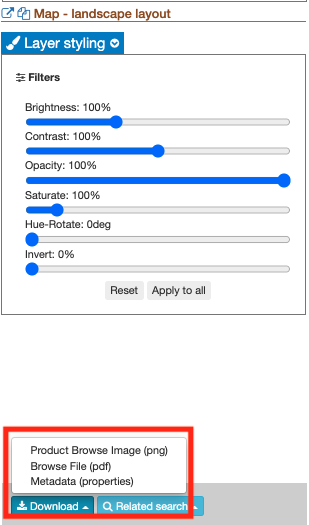 Map - landscape layout
Layer styling
Filters
Brightness: 100%
Contrast: 100%
Opacity: 100%
Saturate: 100%
Hue-Rotate: 0deg
Invert: 0%
Reset Apply to all
Product Browse Image (png)
Browse File (pdf)
Metadata (properties)
Download Related search